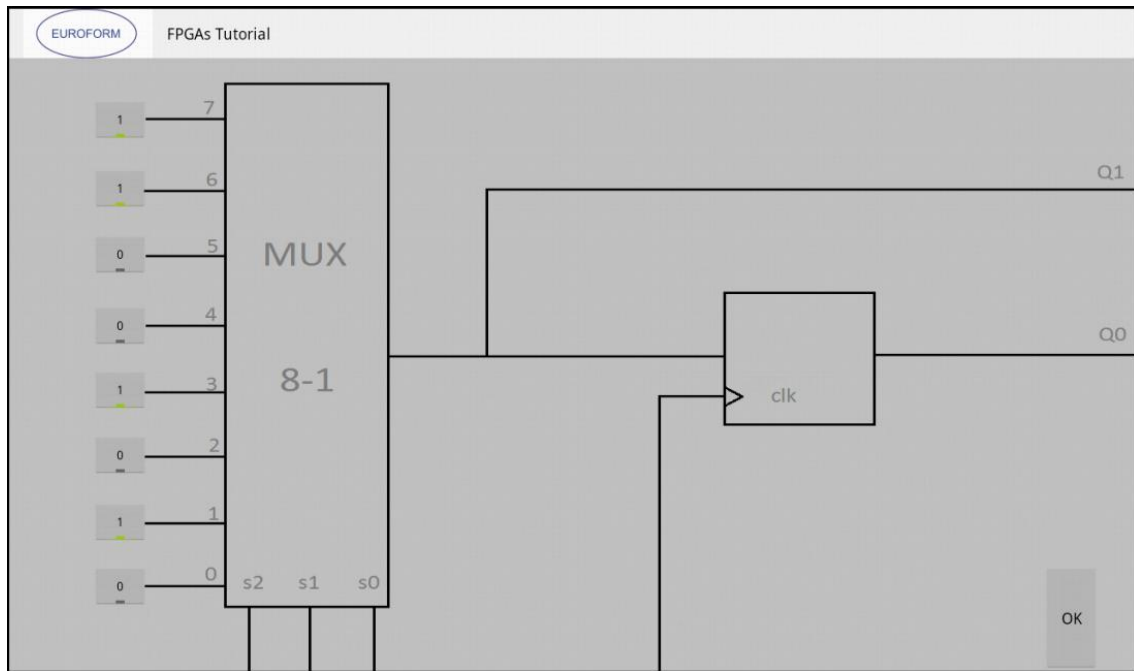 EUROFORM FPGAs Tutorial
1 7
1 6
Q1
0 5
MUX
0 4
Q0
1 3
8-1
clk
0 2
1 1
0 0
s2 s1 s0
OK